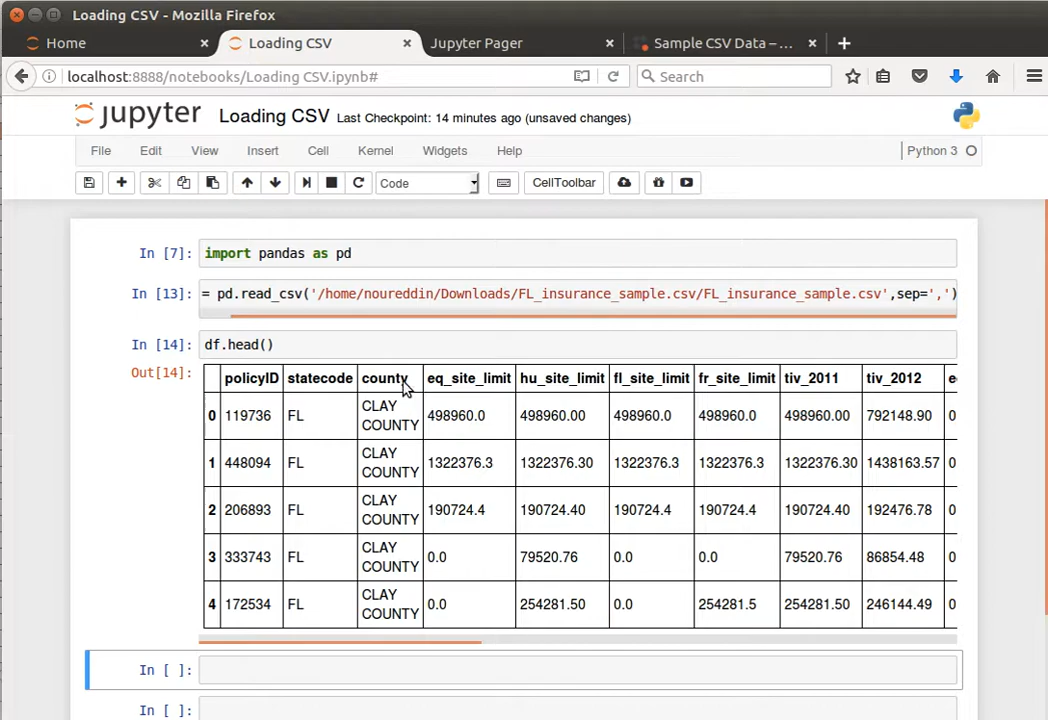 Loading CSV - Mozilla Firefox
Home
Loading CSV
Jupyter Pager
Sample CSV Data – ...
localhost:8888/notebooks/Loading CSV.ipynb#
Search
jupyter Loading CSV Last Checkpoint: 14 minutes ago (unsaved changes)
File Edit View Insert Cell Kernel Widgets Help Python 3
Code CellToolbar
In [7]: import pandas as pd
In [13]: = pd.read_csv('/home/noureddin/Downloads/FL_insurance_sample.csv/FL_insurance_sample.csv',sep=',')
In [14]: df.head()
Out[14]:
policyID statecode county eq_site_limit hu_site_limit fl_site_limit fr_site_limit tiv_2011 tiv_2012 e
0 119736 FL CLAY COUNTY 498960.0 498960.00 498960.0 498960.0 498960.00 792148.90 0
1 448094 FL CLAY COUNTY 1322376.3 1322376.30 1322376.3 1322376.3 1322376.30 1438163.57 0
2 206893 FL CLAY COUNTY 190724.4 190724.40 190724.4 190724.4 190724.40 192476.78 0
3 333743 FL CLAY COUNTY 0.0 79520.76 0.0 0.0 79520.76 86854.48 0
4 172534 FL CLAY COUNTY 0.0 254281.50 0.0 254281.5 254281.50 246144.49 0
In [ ]:
In [ ]: